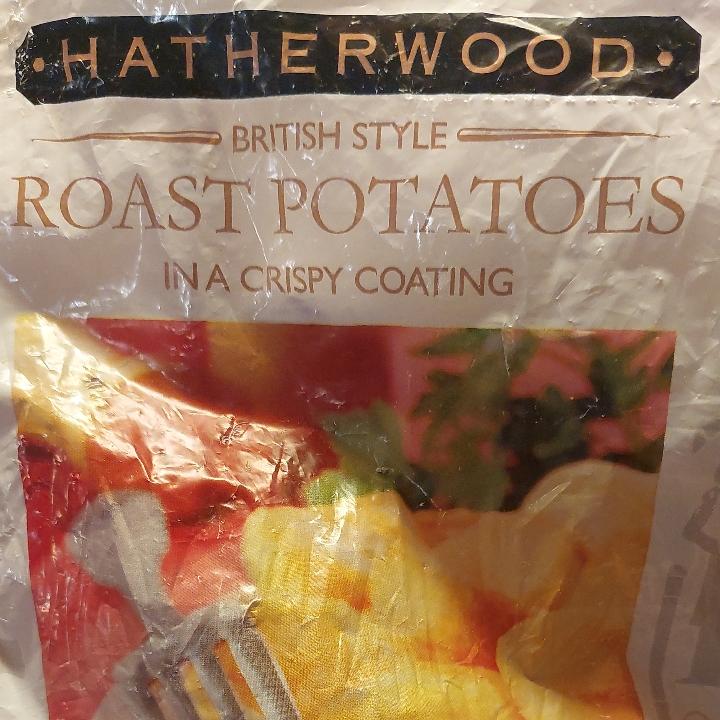 • HATHERWOOD •
BRITISH STYLE
ROAST POTATOES
IN A CRISPY COATING